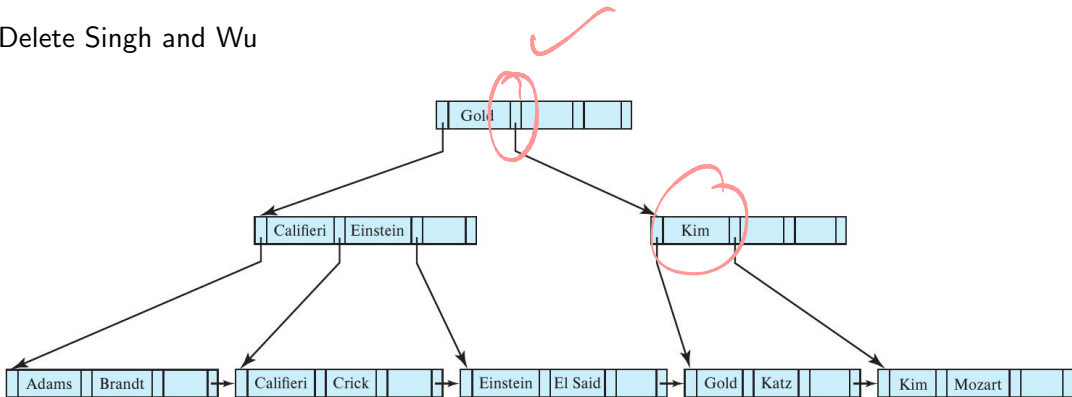 Delete Singh and Wu
Gold
Califieri Einstein
Kim
Adams Brandt
Califieri Crick
Einstein El Said
Gold Katz
Kim Mozart